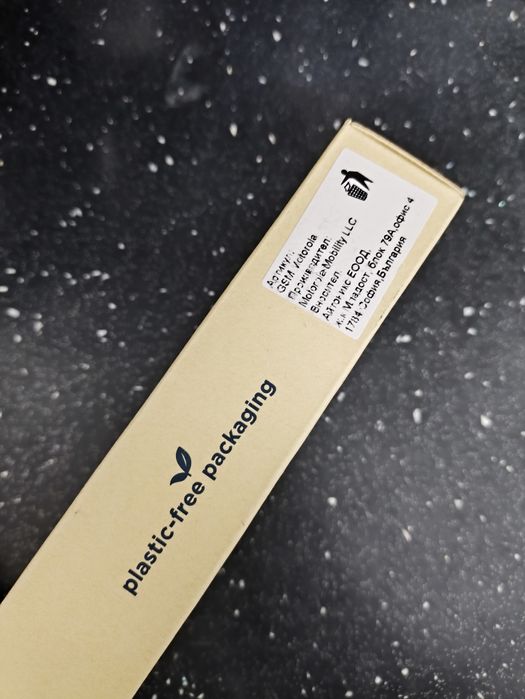 Артикул:
GSM Motorola
Производител:
Motorola Mobility LLC
Вносител:
Айтоникс ЕООД,
ж.к Младост, блок 79А,офис 4
1784 София,България
plastic-free packaging